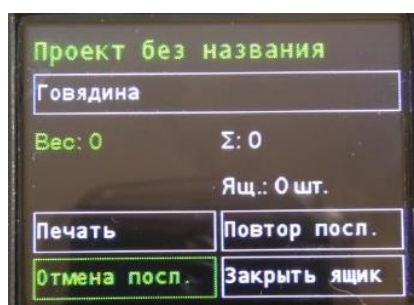 Проект без названия
Говядина
Вес: 0 Σ: 0
Ящ.: 0 шт.
Печать Повтор посл.
Отмена посл. Закрыть ящик